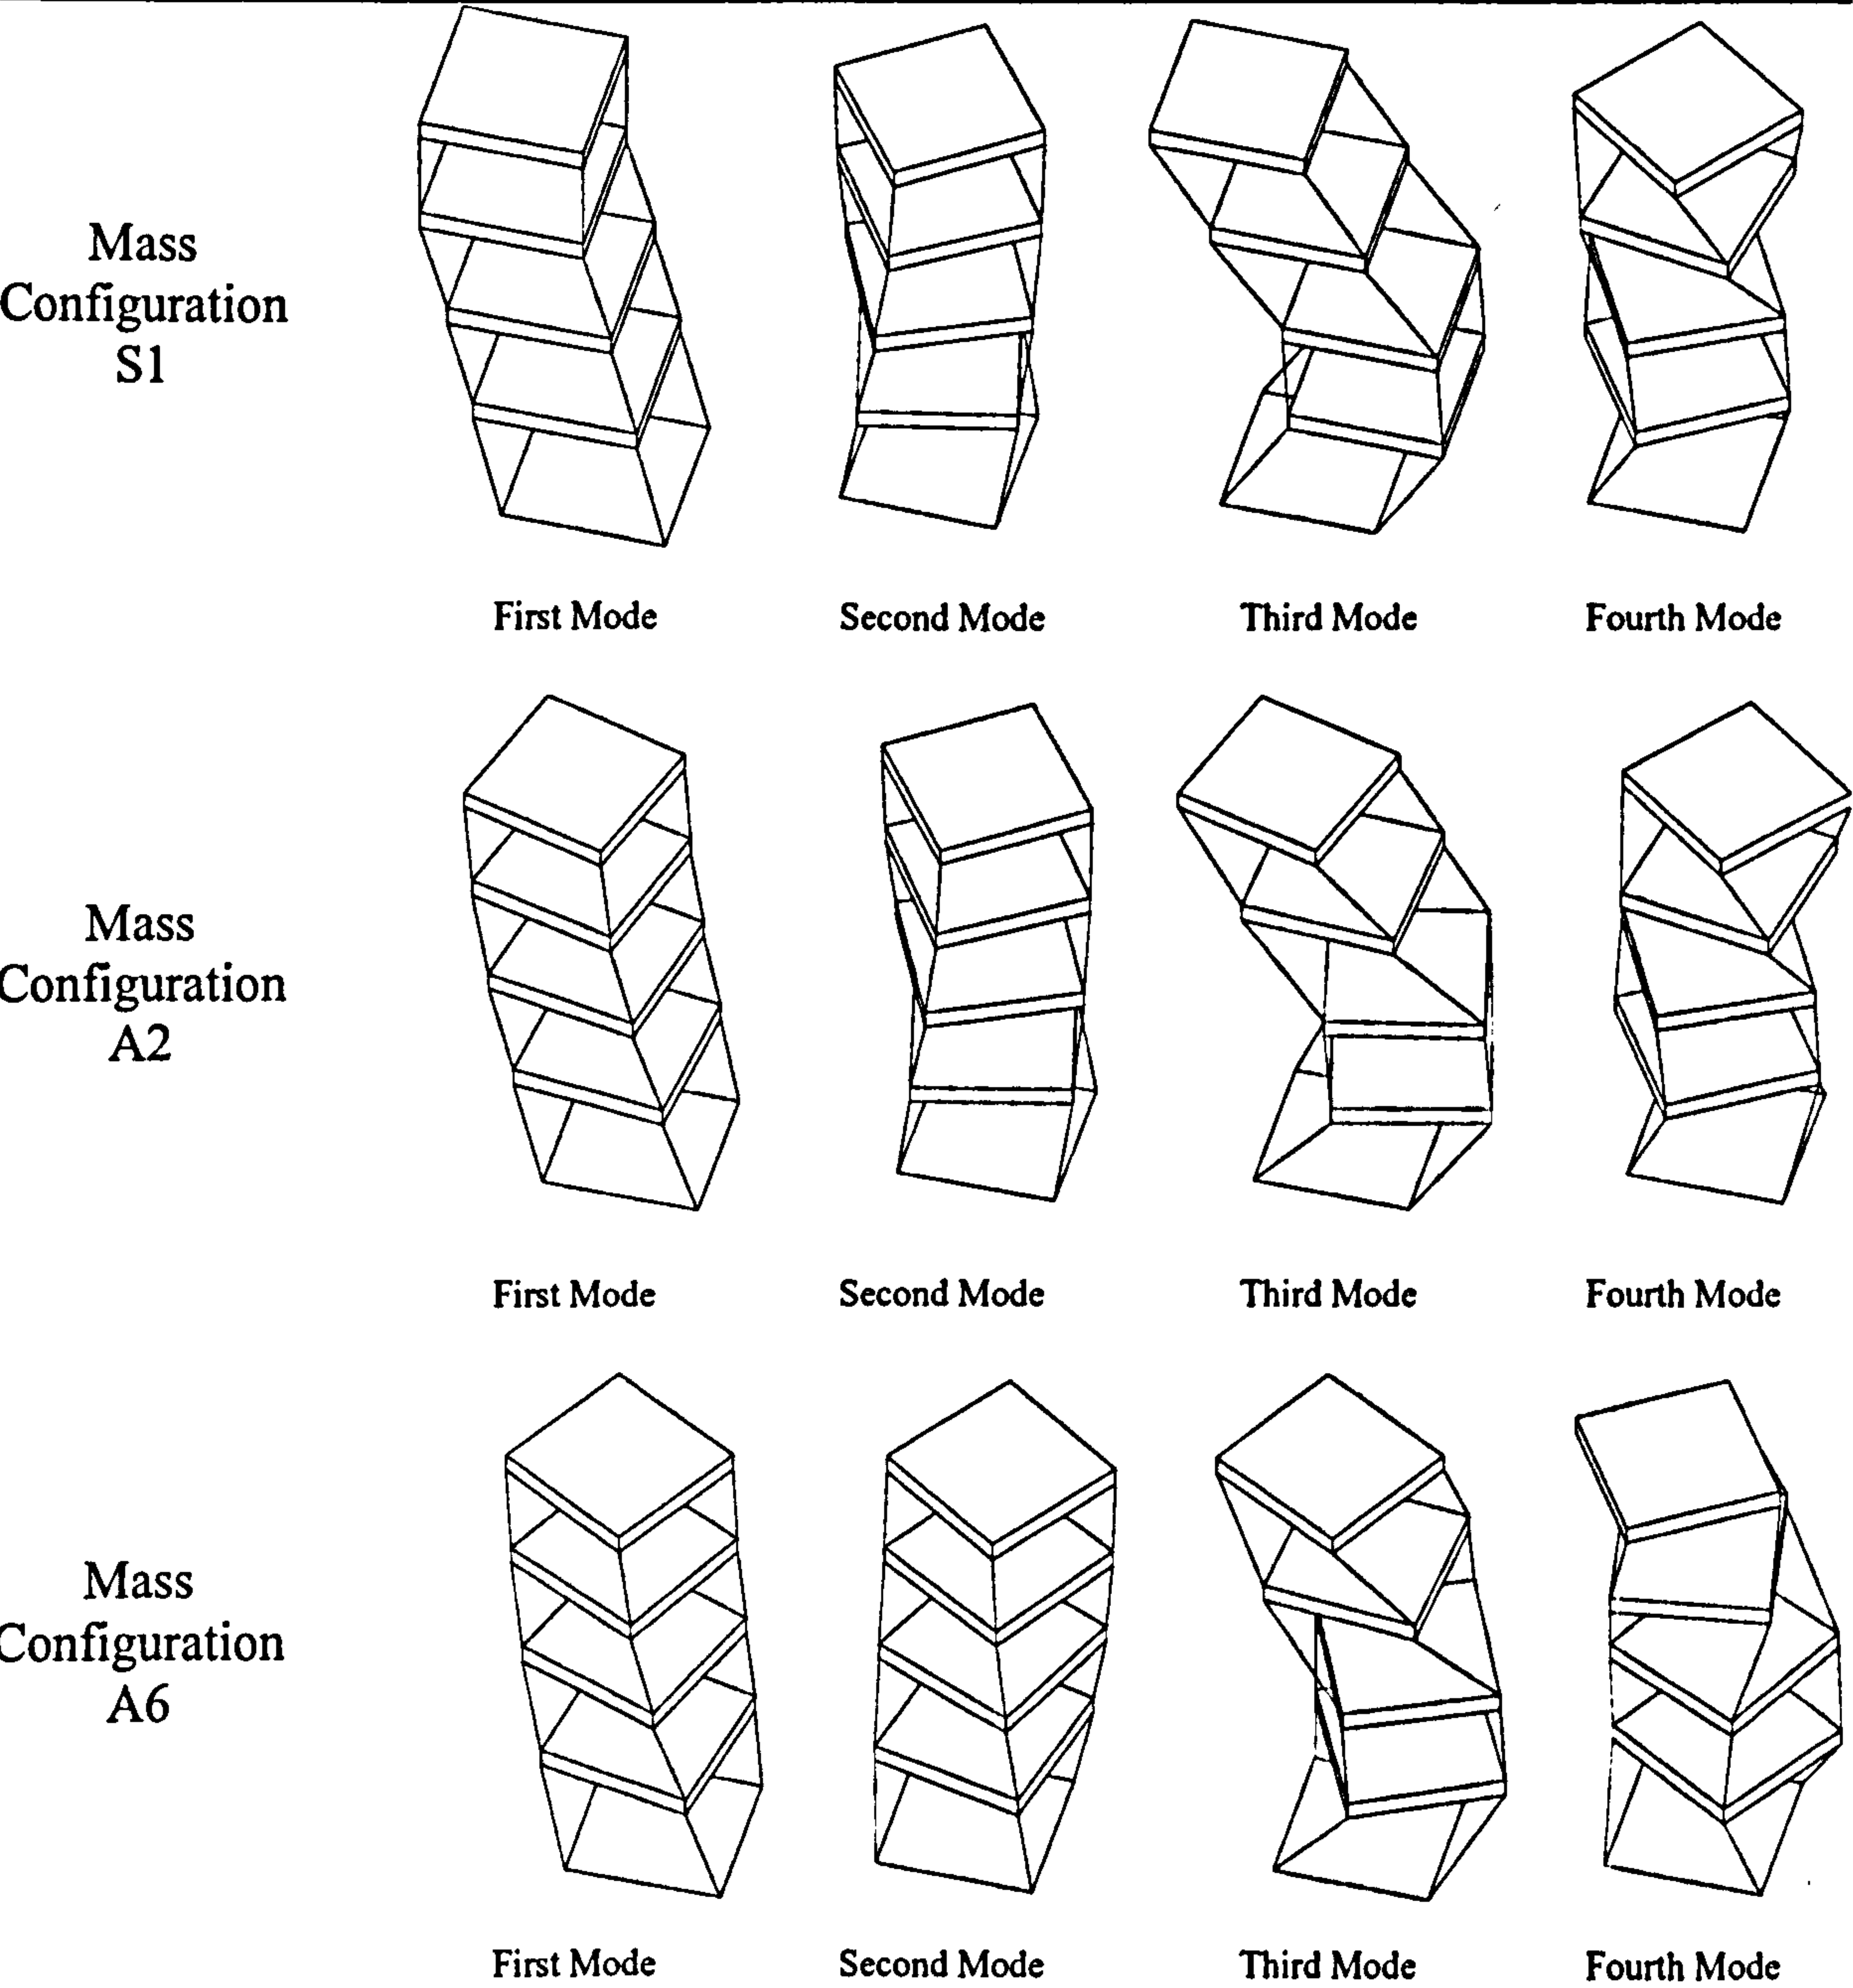 Mass
Configuration
S1
First Mode
Second Mode
Third Mode
Fourth Mode
Mass
Configuration
A2
First Mode
Second Mode
Third Mode
Fourth Mode
Mass
Configuration
A6
First Mode
Second Mode
Third Mode
Fourth Mode